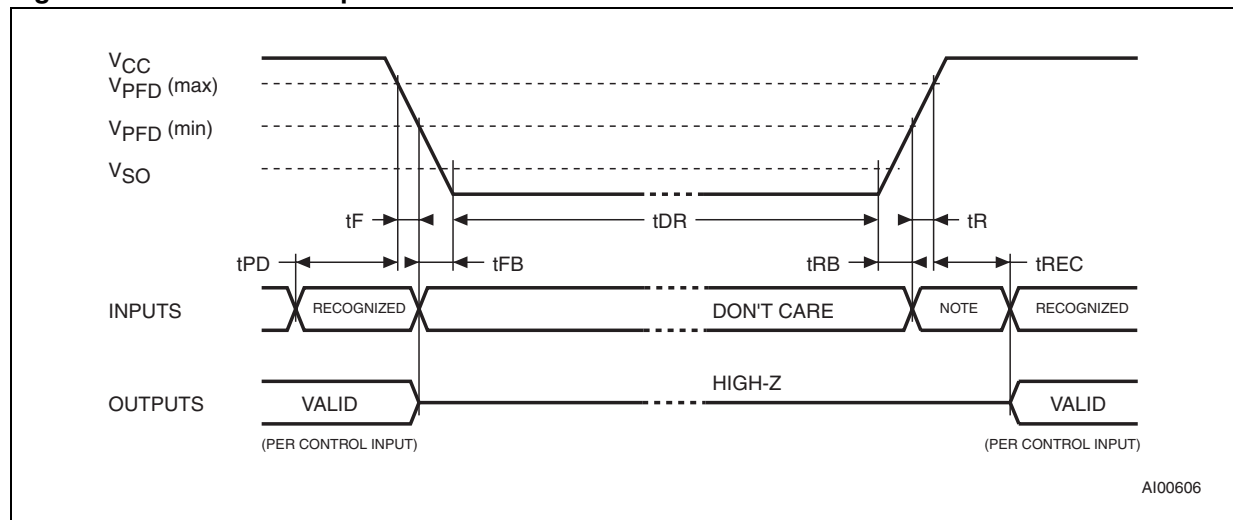 VCC
VPFD (max)
VPFD (min)
VSO
tF
tDR
tR
tPD
tFB
tRB
tREC
INPUTS
RECOGNIZED
DON'T CARE
NOTE
RECOGNIZED
HIGH-Z
OUTPUTS
VALID
VALID
(PER CONTROL INPUT)
(PER CONTROL INPUT)
AI00606